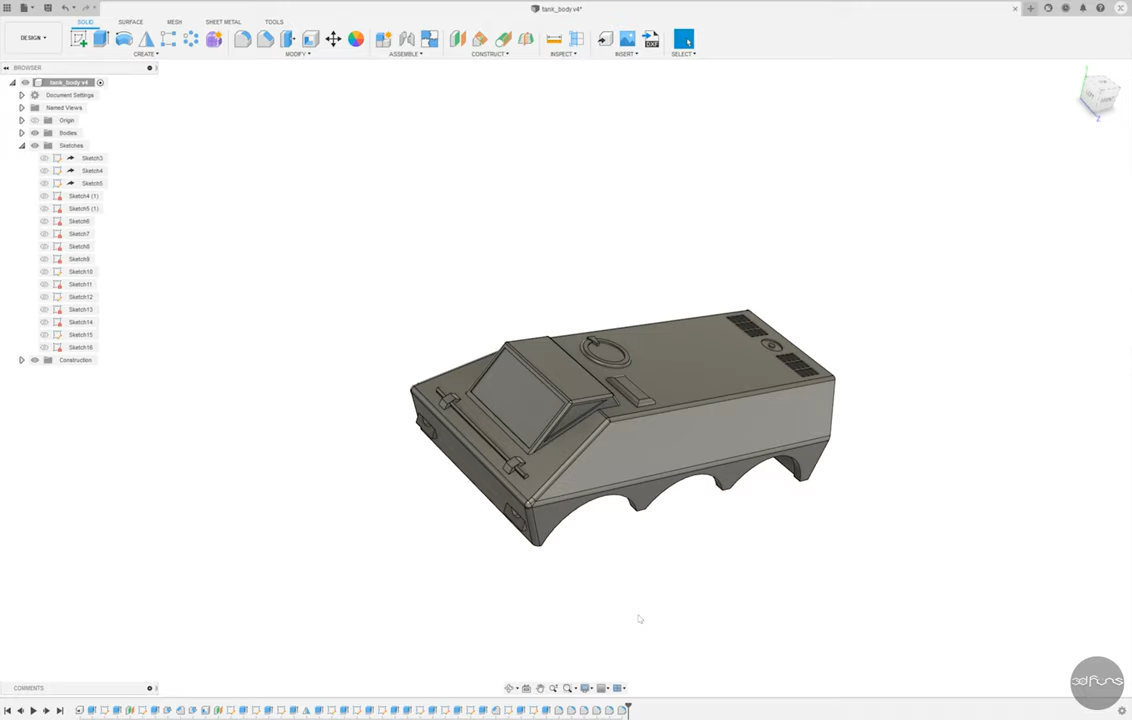 tank_body v4*
SOLID SURFACE MESH SHEET METAL TOOLS
DESIGN
CREATE MODIFY ASSEMBLE CONSTRUCT INSPECT INSERT SELECT
BROWSER
tank_body v4
Document Settings
Named Views
Origin
Bodies
Sketches
Sketch3
Sketch4
Sketch5
Sketch4 (1)
Sketch5 (1)
Sketch6
Sketch7
Sketch8
Sketch9
Sketch10
Sketch11
Sketch12
Sketch13
Sketch14
Sketch15
Sketch16
Construction
COMMENTS
3dfuns